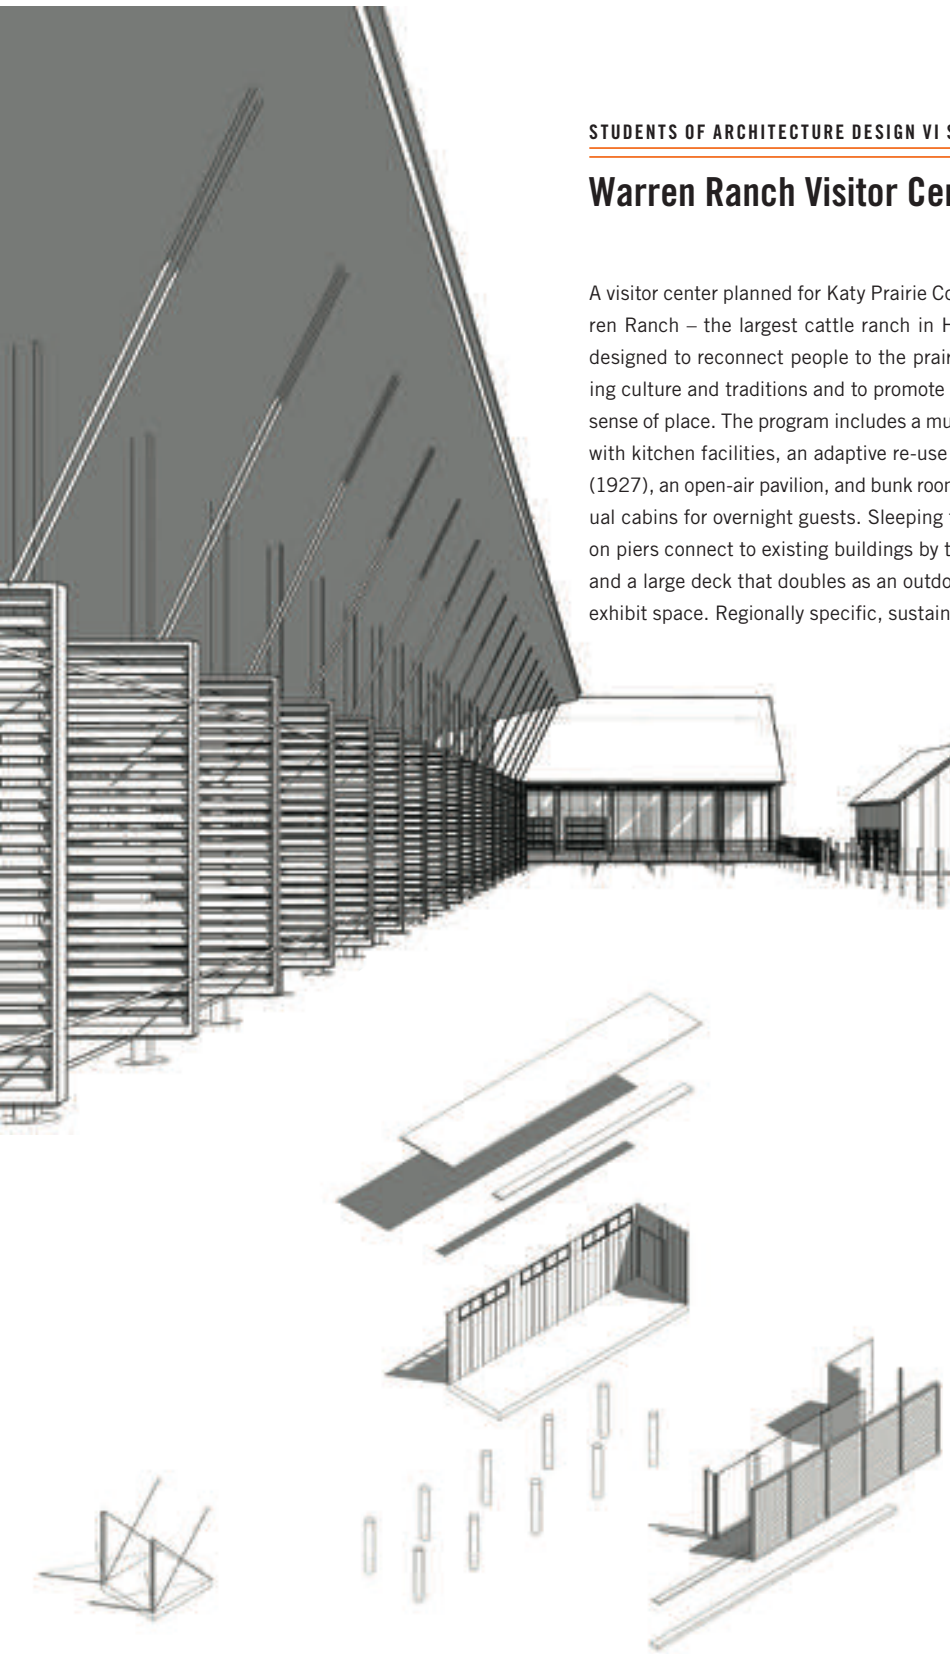 STUDENTS OF ARCHITECTURE DESIGN VI S
Warren Ranch Visitor Cen
A visitor center planned for Katy Prairie Co
ren Ranch – the largest cattle ranch in H
designed to reconnect people to the prair
ing culture and traditions and to promote
sense of place. The program includes a mu
with kitchen facilities, an adaptive re-use
(1927), an open-air pavilion, and bunk room
ual cabins for overnight guests. Sleeping
on piers connect to existing buildings by t
and a large deck that doubles as an outdo
exhibit space. Regionally specific, sustain